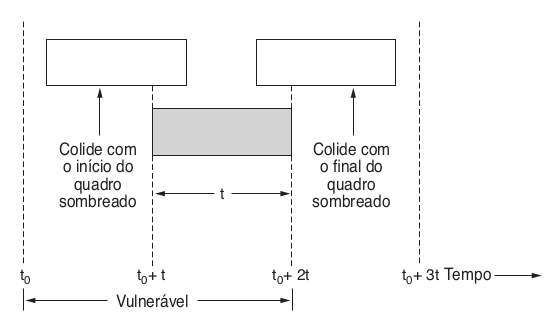 Colide com
o início do
quadro
sombreado
Colide com
o final do
quadro
sombreado
t
t0 t0+ t t0+ 2t t0+ 3t Tempo
Vulnerável